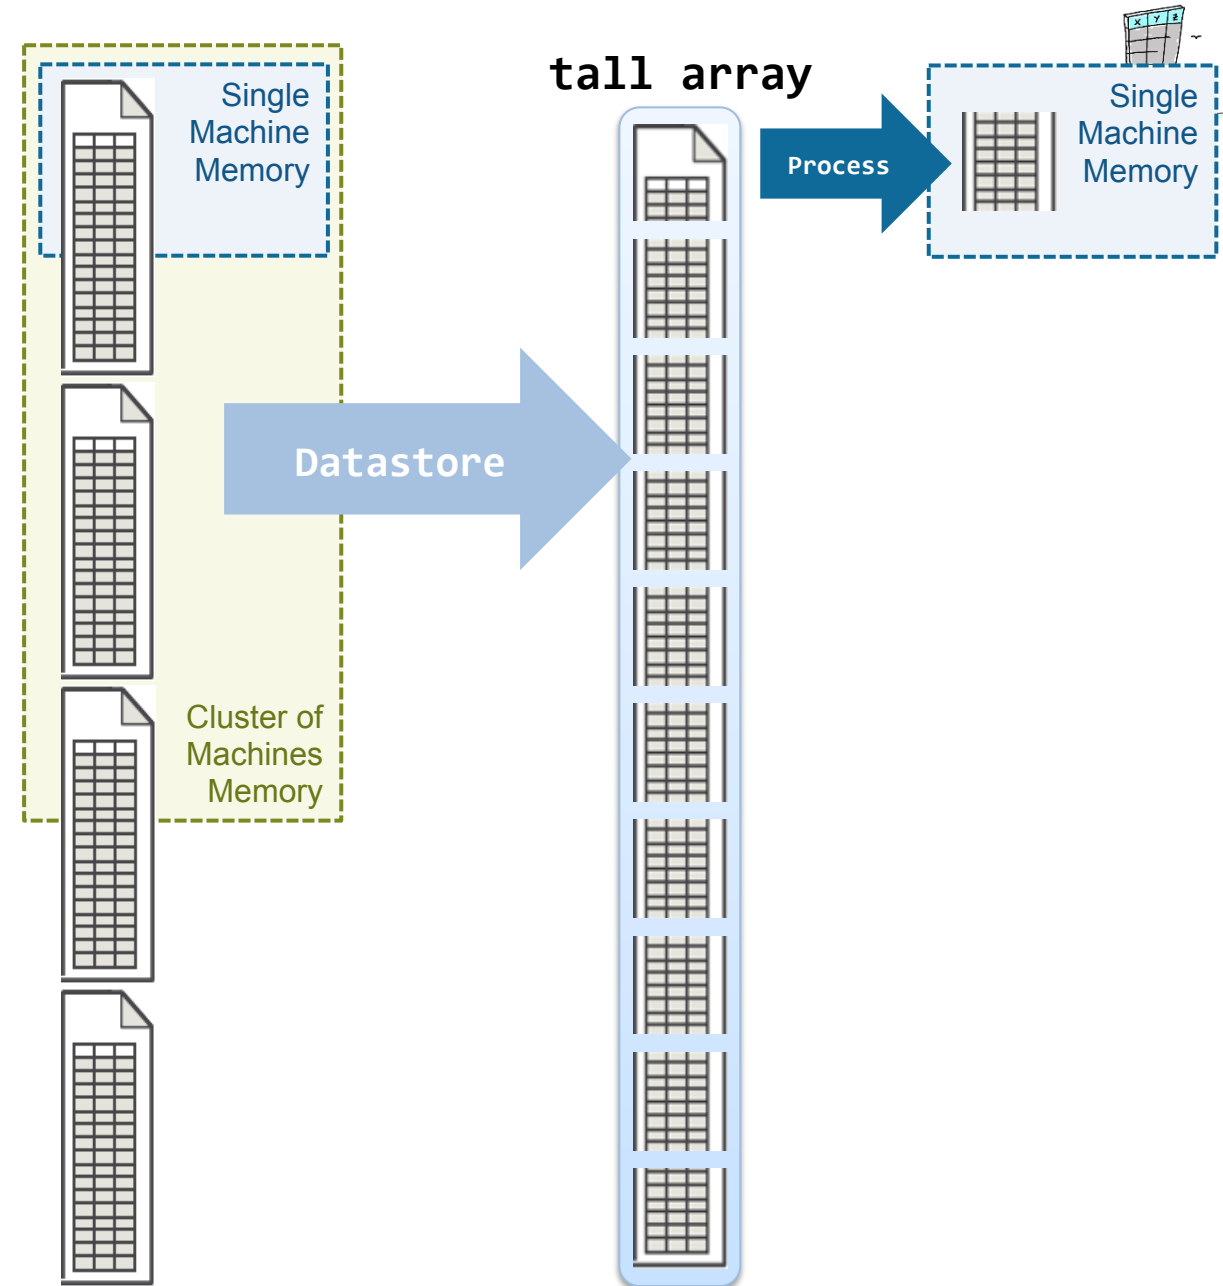 Single
Machine
Memory
Cluster of
Machines
Memory
Datastore
tall array
Process
X Y Z
Single
Machine
Memory